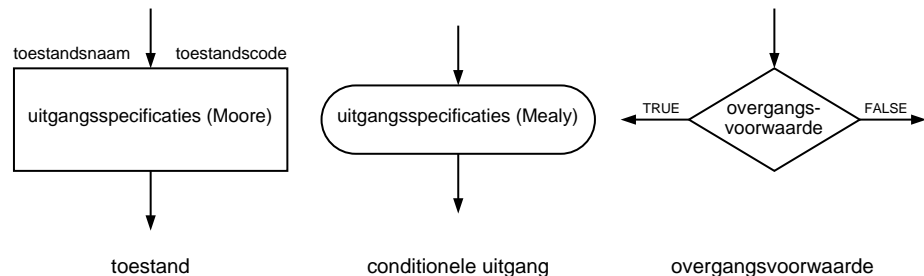 toestandsnaam toestandscode
uitgangsspecificaties (Moore)
toestand
uitgangsspecificaties (Mealy)
conditionele uitgang
TRUE
overgangs-
voorwaarde
FALSE
overgangsvoorwaarde